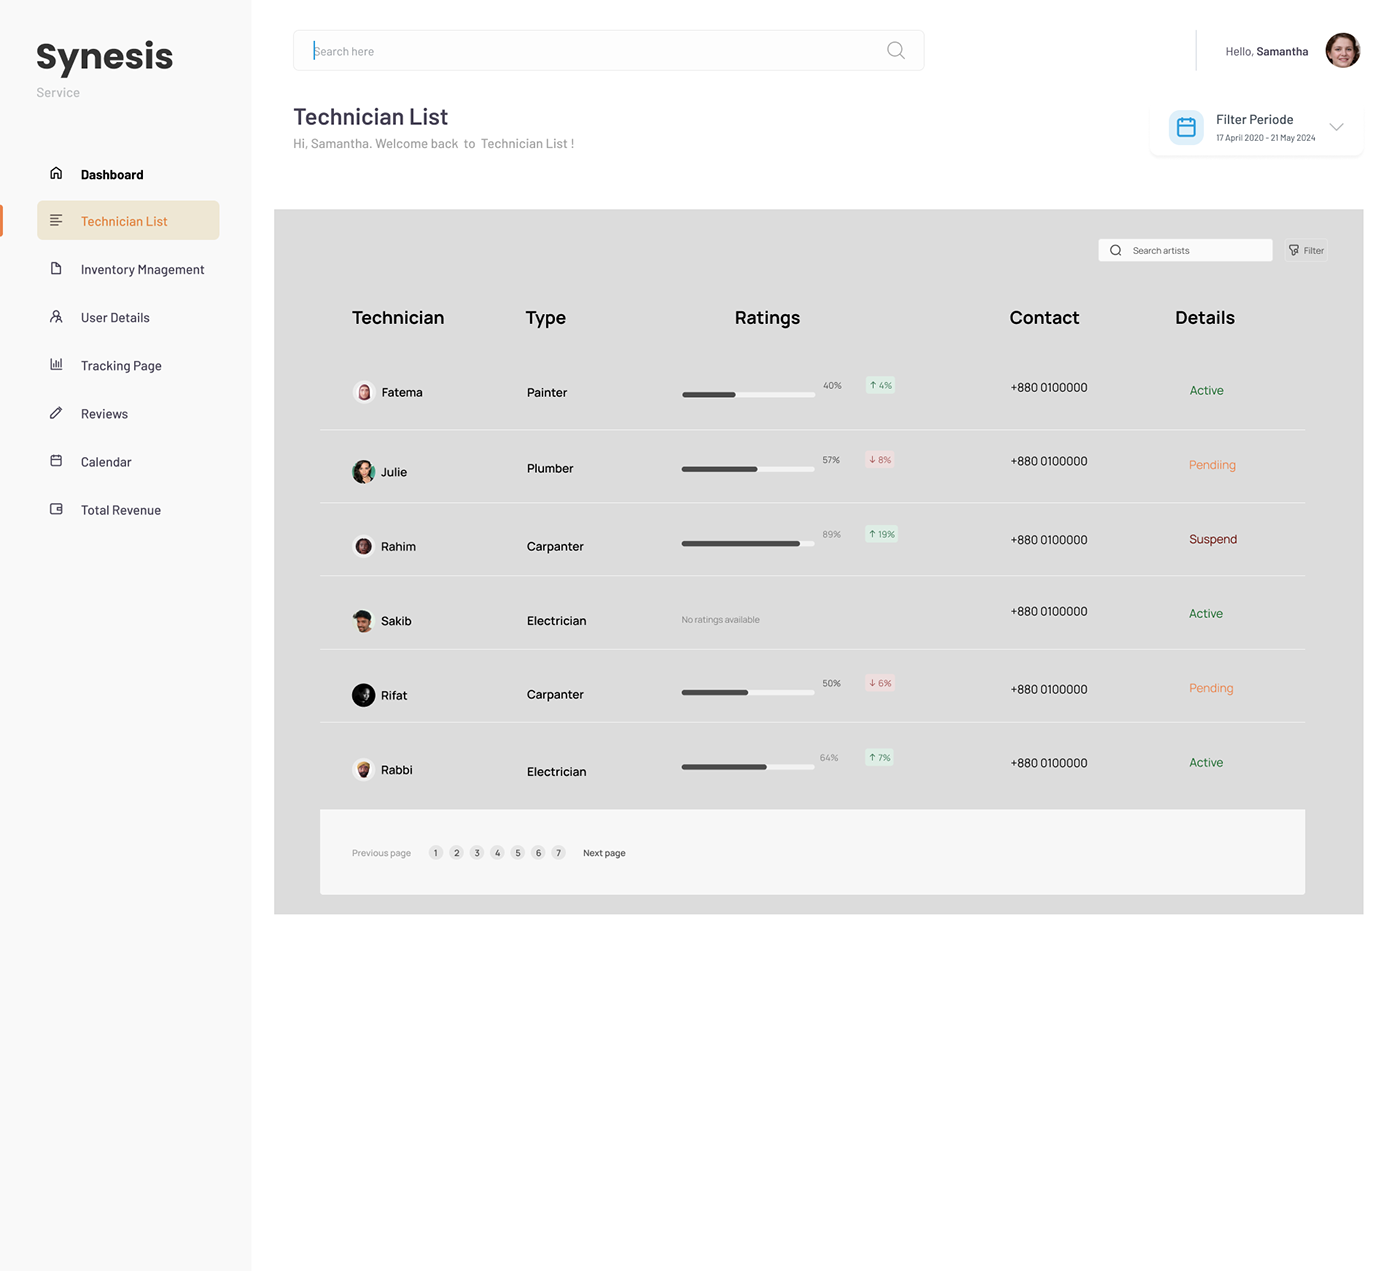 Synesis
Service
Search here
Hello, Samantha
Technician List
Hi, Samantha. Welcome back to Technician List !
Filter Periode
17 April 2020 - 21 May 2024
Dashboard
Technician List
Inventory Mnagement
User Details
Tracking Page
Reviews
Calendar
Total Revenue
Search artists
Filter
Technician Type Ratings Contact Details
Fatema Painter 40% ↑ 4% +880 0100000 Active
Julie Plumber 57% ↓ 8% +880 0100000 Pendiing
Rahim Carpanter 89% ↑ 19% +880 0100000 Suspend
Sakib Electrician No ratings available +880 0100000 Active
Rifat Carpanter 50% ↓ 6% +880 0100000 Pending
Rabbi Electrician 64% ↑ 7% +880 0100000 Active
Previous page 1 2 3 4 5 6 7 Next page